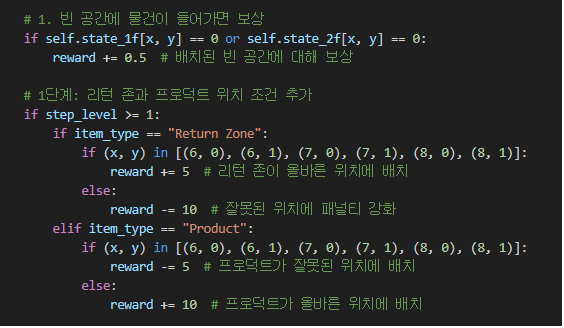 # 1. 빈 공간에 물건이 들어가면 보상
if self.state_1f[x, y] == 0 or self.state_2f[x, y] == 0:
    reward += 0.5  # 배치된 빈 공간에 대해 보상
# 1단계: 리턴 존과 프로덕트 위치 조건 추가
if step_level >= 1:
    if item_type == "Return Zone":
        if (x, y) in [(6, 0), (6, 1), (7, 0), (7, 1), (8, 0), (8, 1)]:
            reward += 5  # 리턴 존이 올바른 위치에 배치
        else:
            reward -= 10  # 잘못된 위치에 패널티 강화
    elif item_type == "Product":
        if (x, y) in [(6, 0), (6, 1), (7, 0), (7, 1), (8, 0), (8, 1)]:
            reward -= 5  # 프로덕트가 잘못된 위치에 배치
        else:
            reward += 10  # 프로덕트가 올바른 위치에 배치